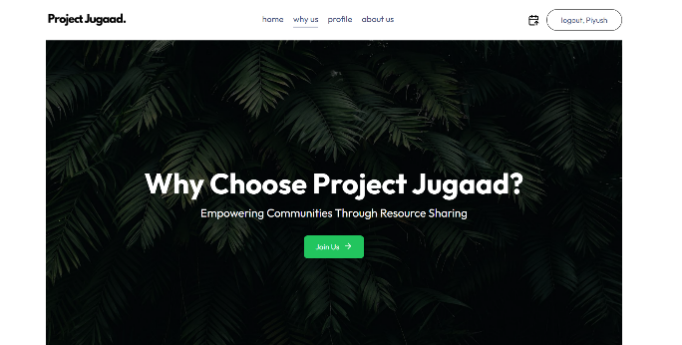 Project Jugaad.
home why us profile about us
logout, Piyush
Why Choose Project Jugaad?
Empowering Communities Through Resource Sharing
Join Us →